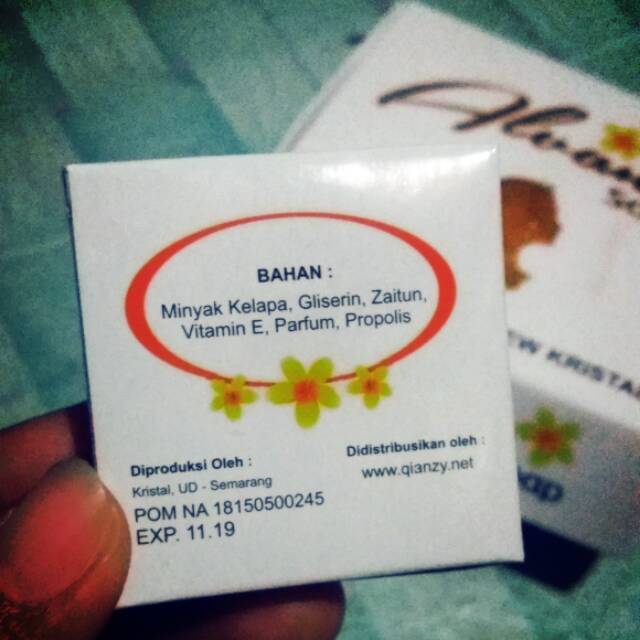 BAHAN :
Minyak Kelapa, Gliserin, Zaitun,
Vitamin E, Parfum, Propolis
Diproduksi Oleh :
Kristal, UD - Semarang
POM NA 18150500245
EXP. 11.19
Didistribusikan oleh :
www.qianzy.net